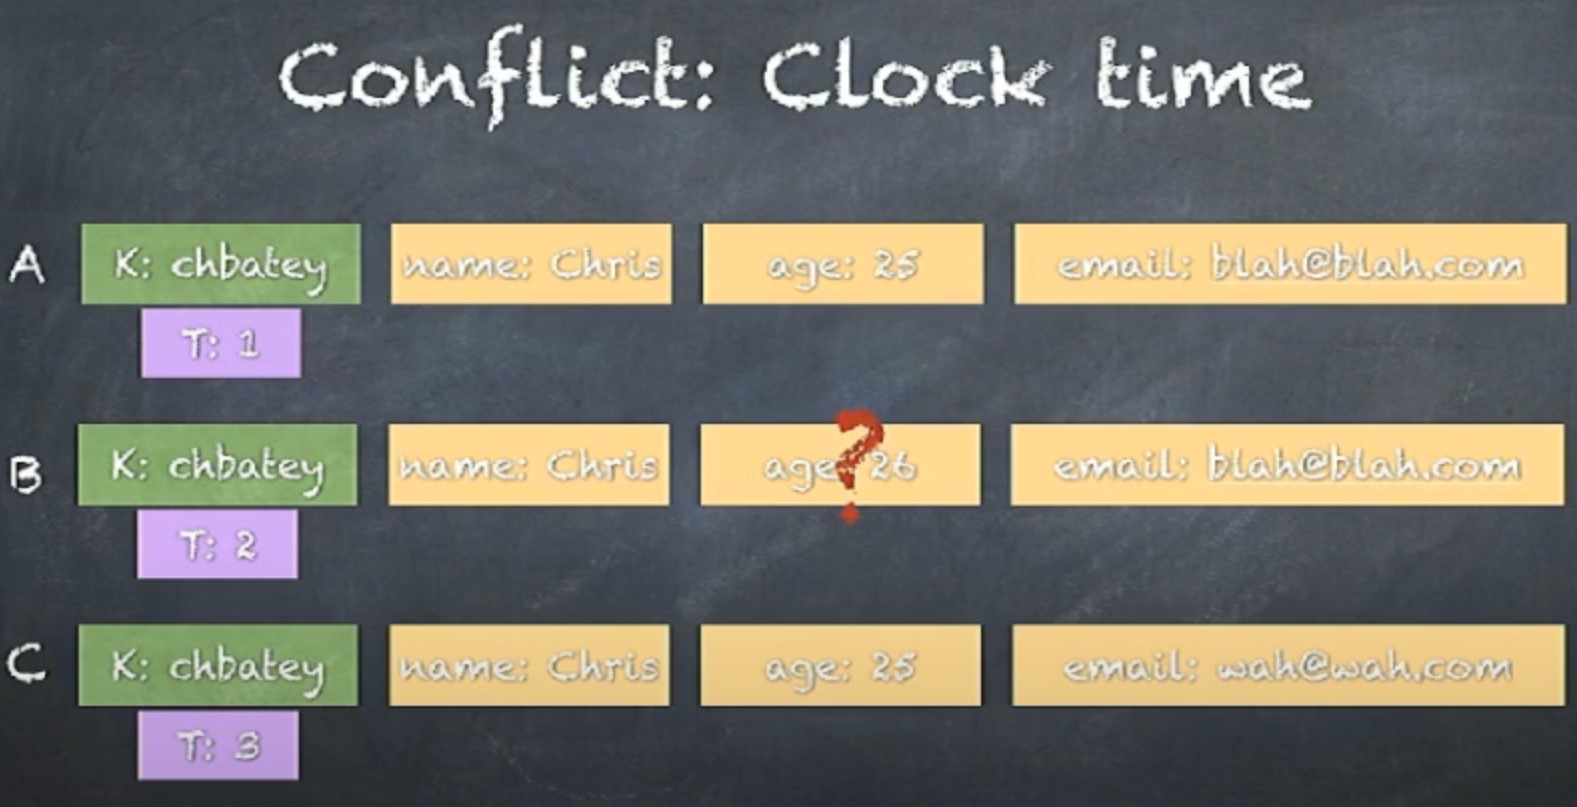 Conflict: Clock time
A K: chbatey name: Chris age: 25 email: blah@blah.com
T: 1
B K: chbatey name: Chris age: 26 email: blah@blah.com
?
T: 2
C K: chbatey name: Chris age: 25 email: wah@wah.com
T: 3